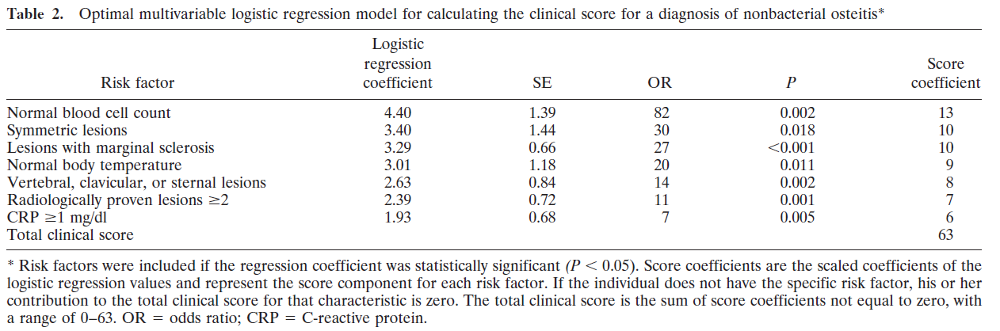 Table 2. Optimal multivariable logistic regression model for calculating the clinical score for a diagnosis of nonbacterial osteitis*
Risk factor Logistic regression coefficient SE OR P Score coefficient
Normal blood cell count 4.40 1.39 82 0.002 13
Symmetric lesions 3.40 1.44 30 0.018 10
Lesions with marginal sclerosis 3.29 0.66 27 <0.001 10
Normal body temperature 3.01 1.18 20 0.011 9
Vertebral, clavicular, or sternal lesions 2.63 0.84 14 0.002 8
Radiologically proven lesions ≥2 2.39 0.72 11 0.001 7
CRP ≥1 mg/dl 1.93 0.68 7 0.005 6
Total clinical score 63
* Risk factors were included if the regression coefficient was statistically significant (P < 0.05). Score coefficients are the scaled coefficients of the
logistic regression values and represent the score component for each risk factor. If the individual does not have the specific risk factor, his or her
contribution to the total clinical score for that characteristic is zero. The total clinical score is the sum of score coefficients not equal to zero, with
a range of 0–63. OR = odds ratio; CRP = C-reactive protein.